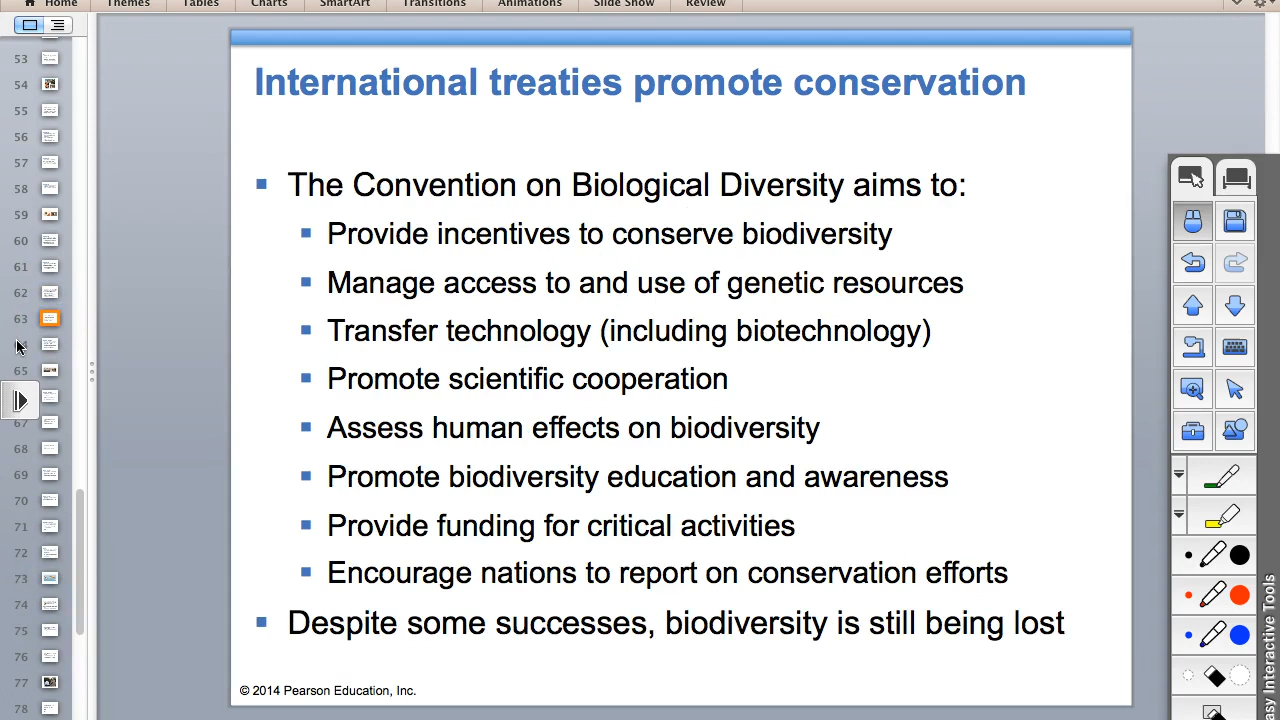 Home Themes Tables Charts SmartArt Transitions Animations Slide Show Review
53
54
55
56
57
58
59
60
61
62
63
65
67
68
69
70
71
72
73
74
75
76
77
78
International treaties promote conservation
The Convention on Biological Diversity aims to:
Provide incentives to conserve biodiversity
Manage access to and use of genetic resources
Transfer technology (including biotechnology)
Promote scientific cooperation
Assess human effects on biodiversity
Promote biodiversity education and awareness
Provide funding for critical activities
Encourage nations to report on conservation efforts
Despite some successes, biodiversity is still being lost
© 2014 Pearson Education, Inc.
Interactive Tools